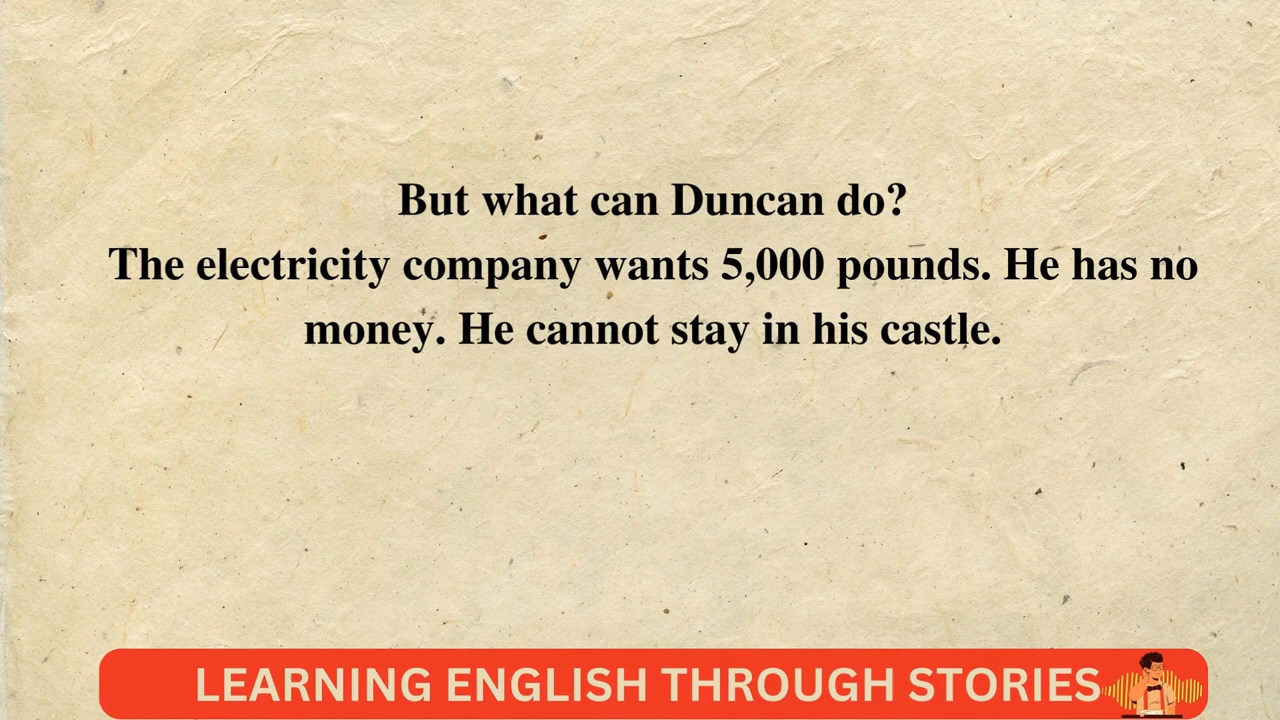 But what can Duncan do?
The electricity company wants 5,000 pounds. He has no
money. He cannot stay in his castle.
LEARNING ENGLISH THROUGH STORIES